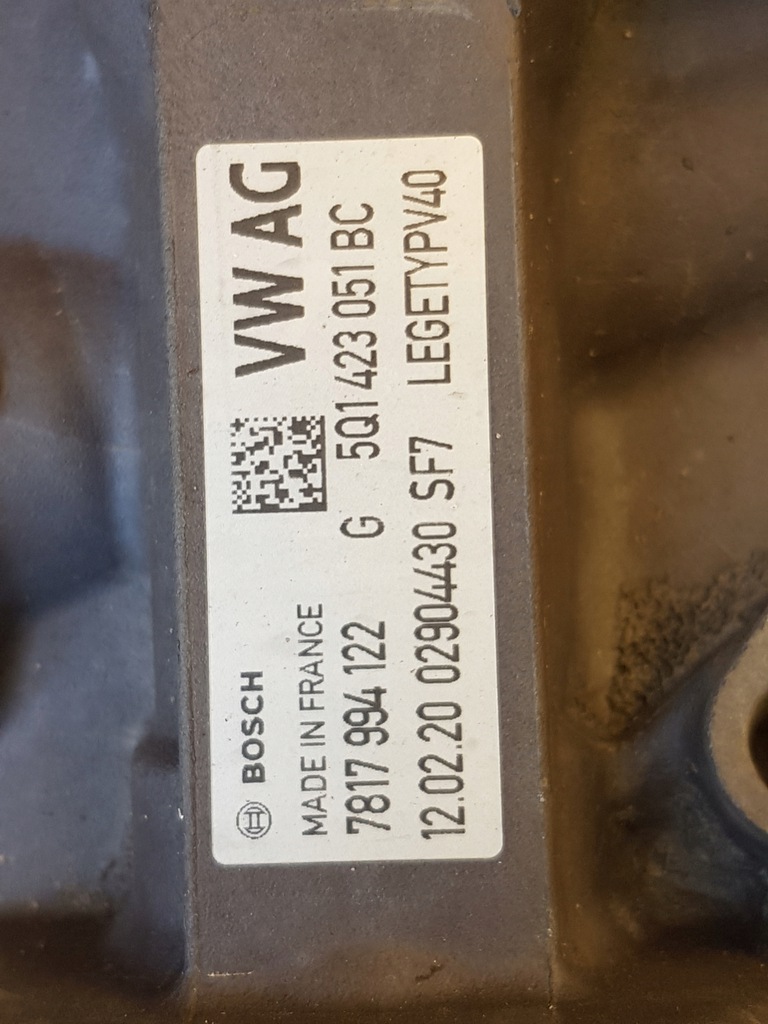 BOSCH
VW AG
MADE IN FRANCE
7817 994 122 G 5Q1 423 051 BC
12.02.20 02904430 SF7 LEGETYPV40